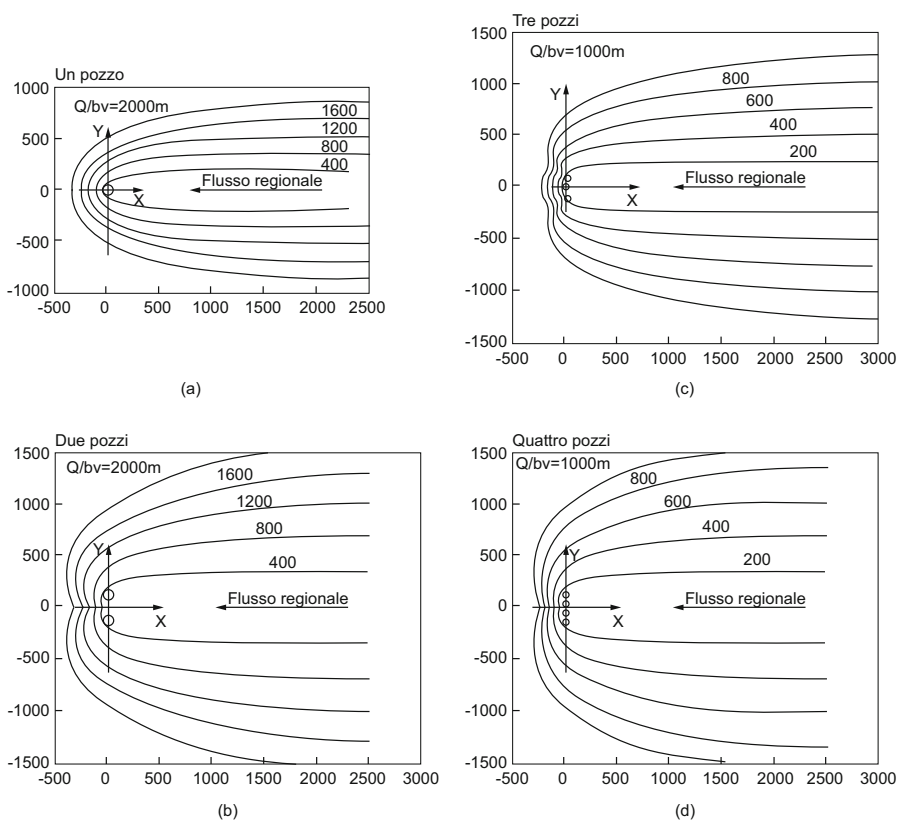 Un pozzo
Q/bv=2000m
Y
1600
1200
800
400
Flusso regionale
X
1000
500
0
-500
-1000
-500 0 500 1000 1500 2000 2500
(a)
Tre pozzi
Q/bv=1000m
Y
800
600
400
200
Flusso regionale
X
1500
1000
500
0
-500
-1000
-1500
-500 0 500 1000 1500 2000 2500 3000
(c)
Due pozzi
Q/bv=2000m
Y
1600
1200
800
400
Flusso regionale
X
1500
1000
500
0
-500
-1000
-1500
-500 0 500 1000 1500 2000 2500 3000
(b)
Quattro pozzi
Q/bv=1000m
Y
800
600
400
200
Flusso regionale
X
1500
1000
500
0
-500
-1000
-1500
-500 0 500 1000 1500 2000 2500 3000
(d)